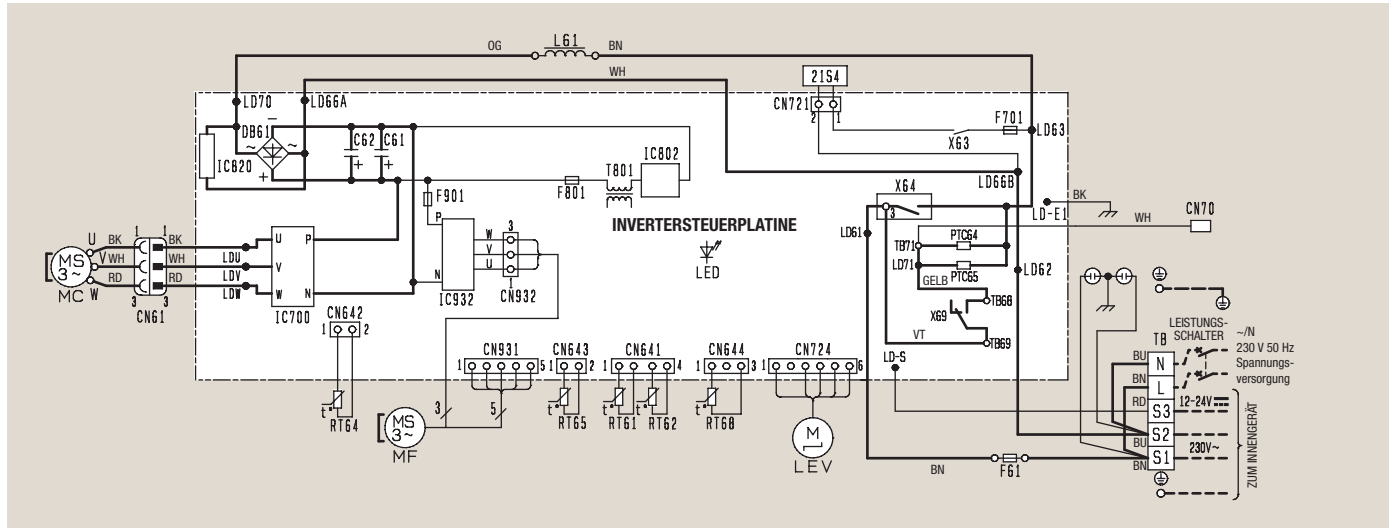 OG L61 BN
WH
21S4
CN721
2 1
F701
X63
LD63
LD70 LD66A
DB61
~ ~
-
+
IC820
C62 C61
+ +
T801 IC802
F801
F901
LD66B
X64
3
LD-E1
BK
WH
CN70
INVERTERSTEUERPLATINE
LED
LD61
TB71
LD71
PTC64
PTC65
LD62
GELB
TB68
X69
VT
TB69
LD-S
MS
3~
MC
U V W
BK WH RD
1 1
3 3
CN61
BK WH RD
LDU
LDV
LDW
U P
V
W N
IC700
P
N
IC932
W
V
U
3
1
CN932
CN642
1 2
t°
RT64
MS
3~
MF
3 5
CN931
1 5
CN643
1 2
t°
RT65
CN641
1 4
t° t°
RT61 RT62
CN644
1 3
t°
RT68
CN724
1 6
M
LEV
BN F61
LEISTUNGS-
SCHALTER
TB
~/N
230 V 50 Hz
Spannungs-
versorgung
BU N
BN L
RD S3
12-24V
S2
BU
230V~
S1
BN
ZUM INNENGERÄT